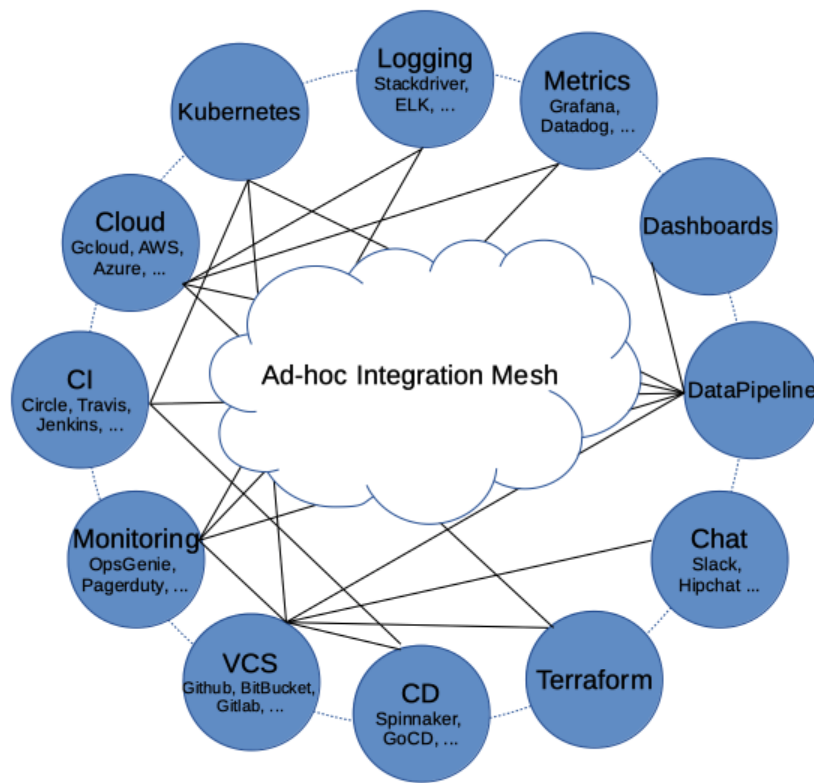 Logging
Stackdriver,
ELK, ...
Metrics
Grafana,
Datadog, ...
Kubernetes
Cloud
Gcloud, AWS,
Azure, ...
Dashboards
Ad-hoc Integration Mesh
CI
Circle, Travis,
Jenkins, ...
DataPipeline
Monitoring
OpsGenie,
Pagerduty, ...
Chat
Slack,
Hipchat ...
VCS
Github, BitBucket,
Gitlab, ...
CD
Spinnaker,
GoCD, ...
Terraform